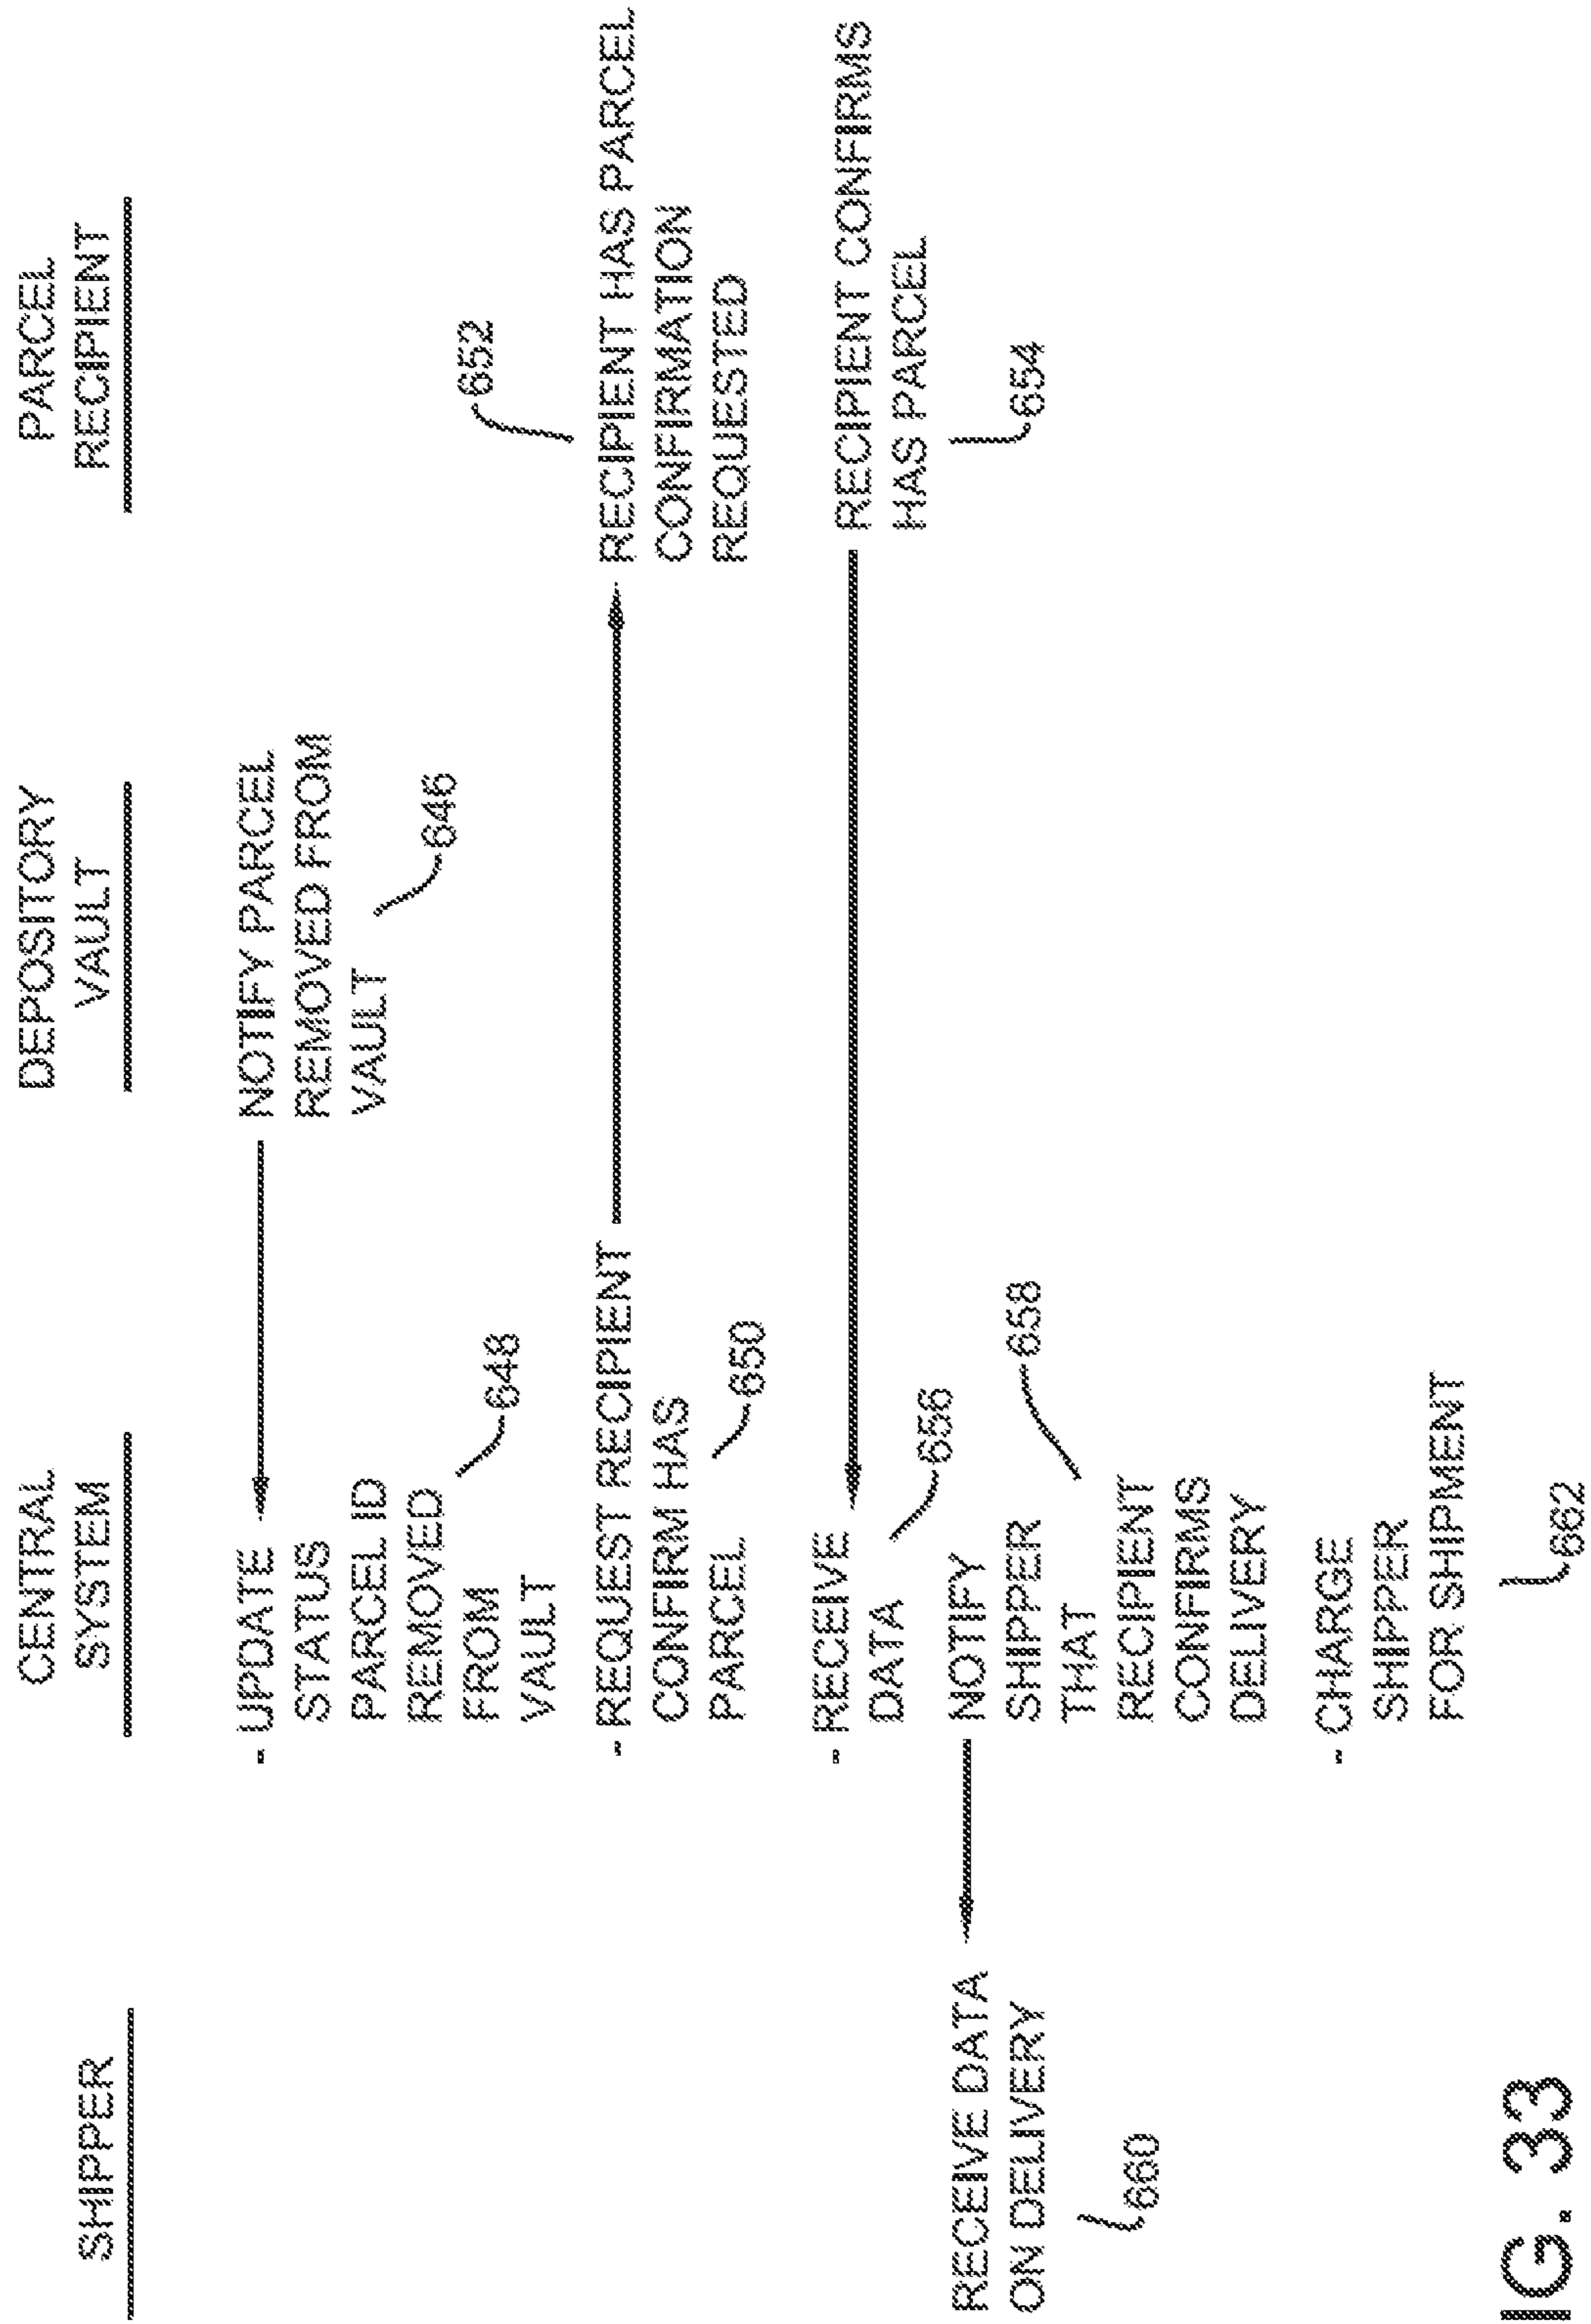 SHIPPER
CENTRAL
SYSTEM
DEPOSITORY
VAULT
PARCEL
RECIPIENT
NOTIFY PARCEL
REMOVED FROM
VAULT
646
- UPDATE
STATUS
PARCEL ID
REMOVED
FROM
VAULT
648
- REQUEST RECIPIENT
CONFIRM HAS
PARCEL
650
652
RECIPIENT HAS PARCEL
CONFIRMATION
REQUESTED
RECIPIENT CONFIRMS
HAS PARCEL
654
- RECEIVE
DATA
656
NOTIFY
SHIPPER
THAT
RECIPIENT
CONFIRMS
DELIVERY
658
RECEIVE DATA
ON DELIVERY
660
- CHARGE
SHIPPER
FOR SHIPMENT
662
IG. 33